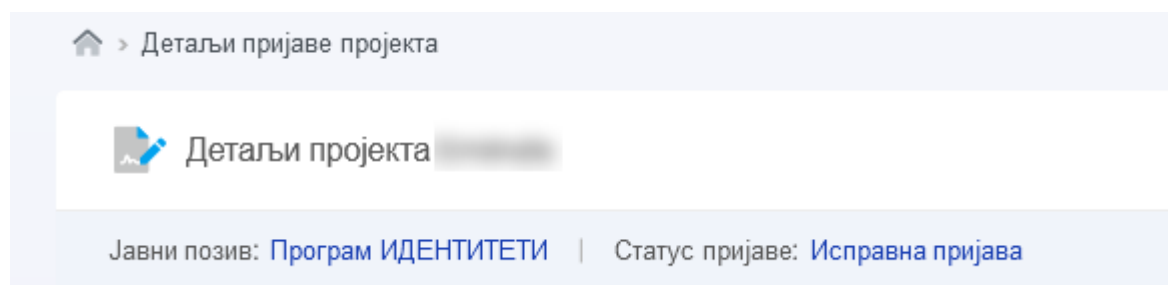 > Детаљи пријаве пројекта
Детаљи пројекта
Јавни позив: Програм ИДЕНТИТЕТИ | Статус пријаве: Исправна пријава